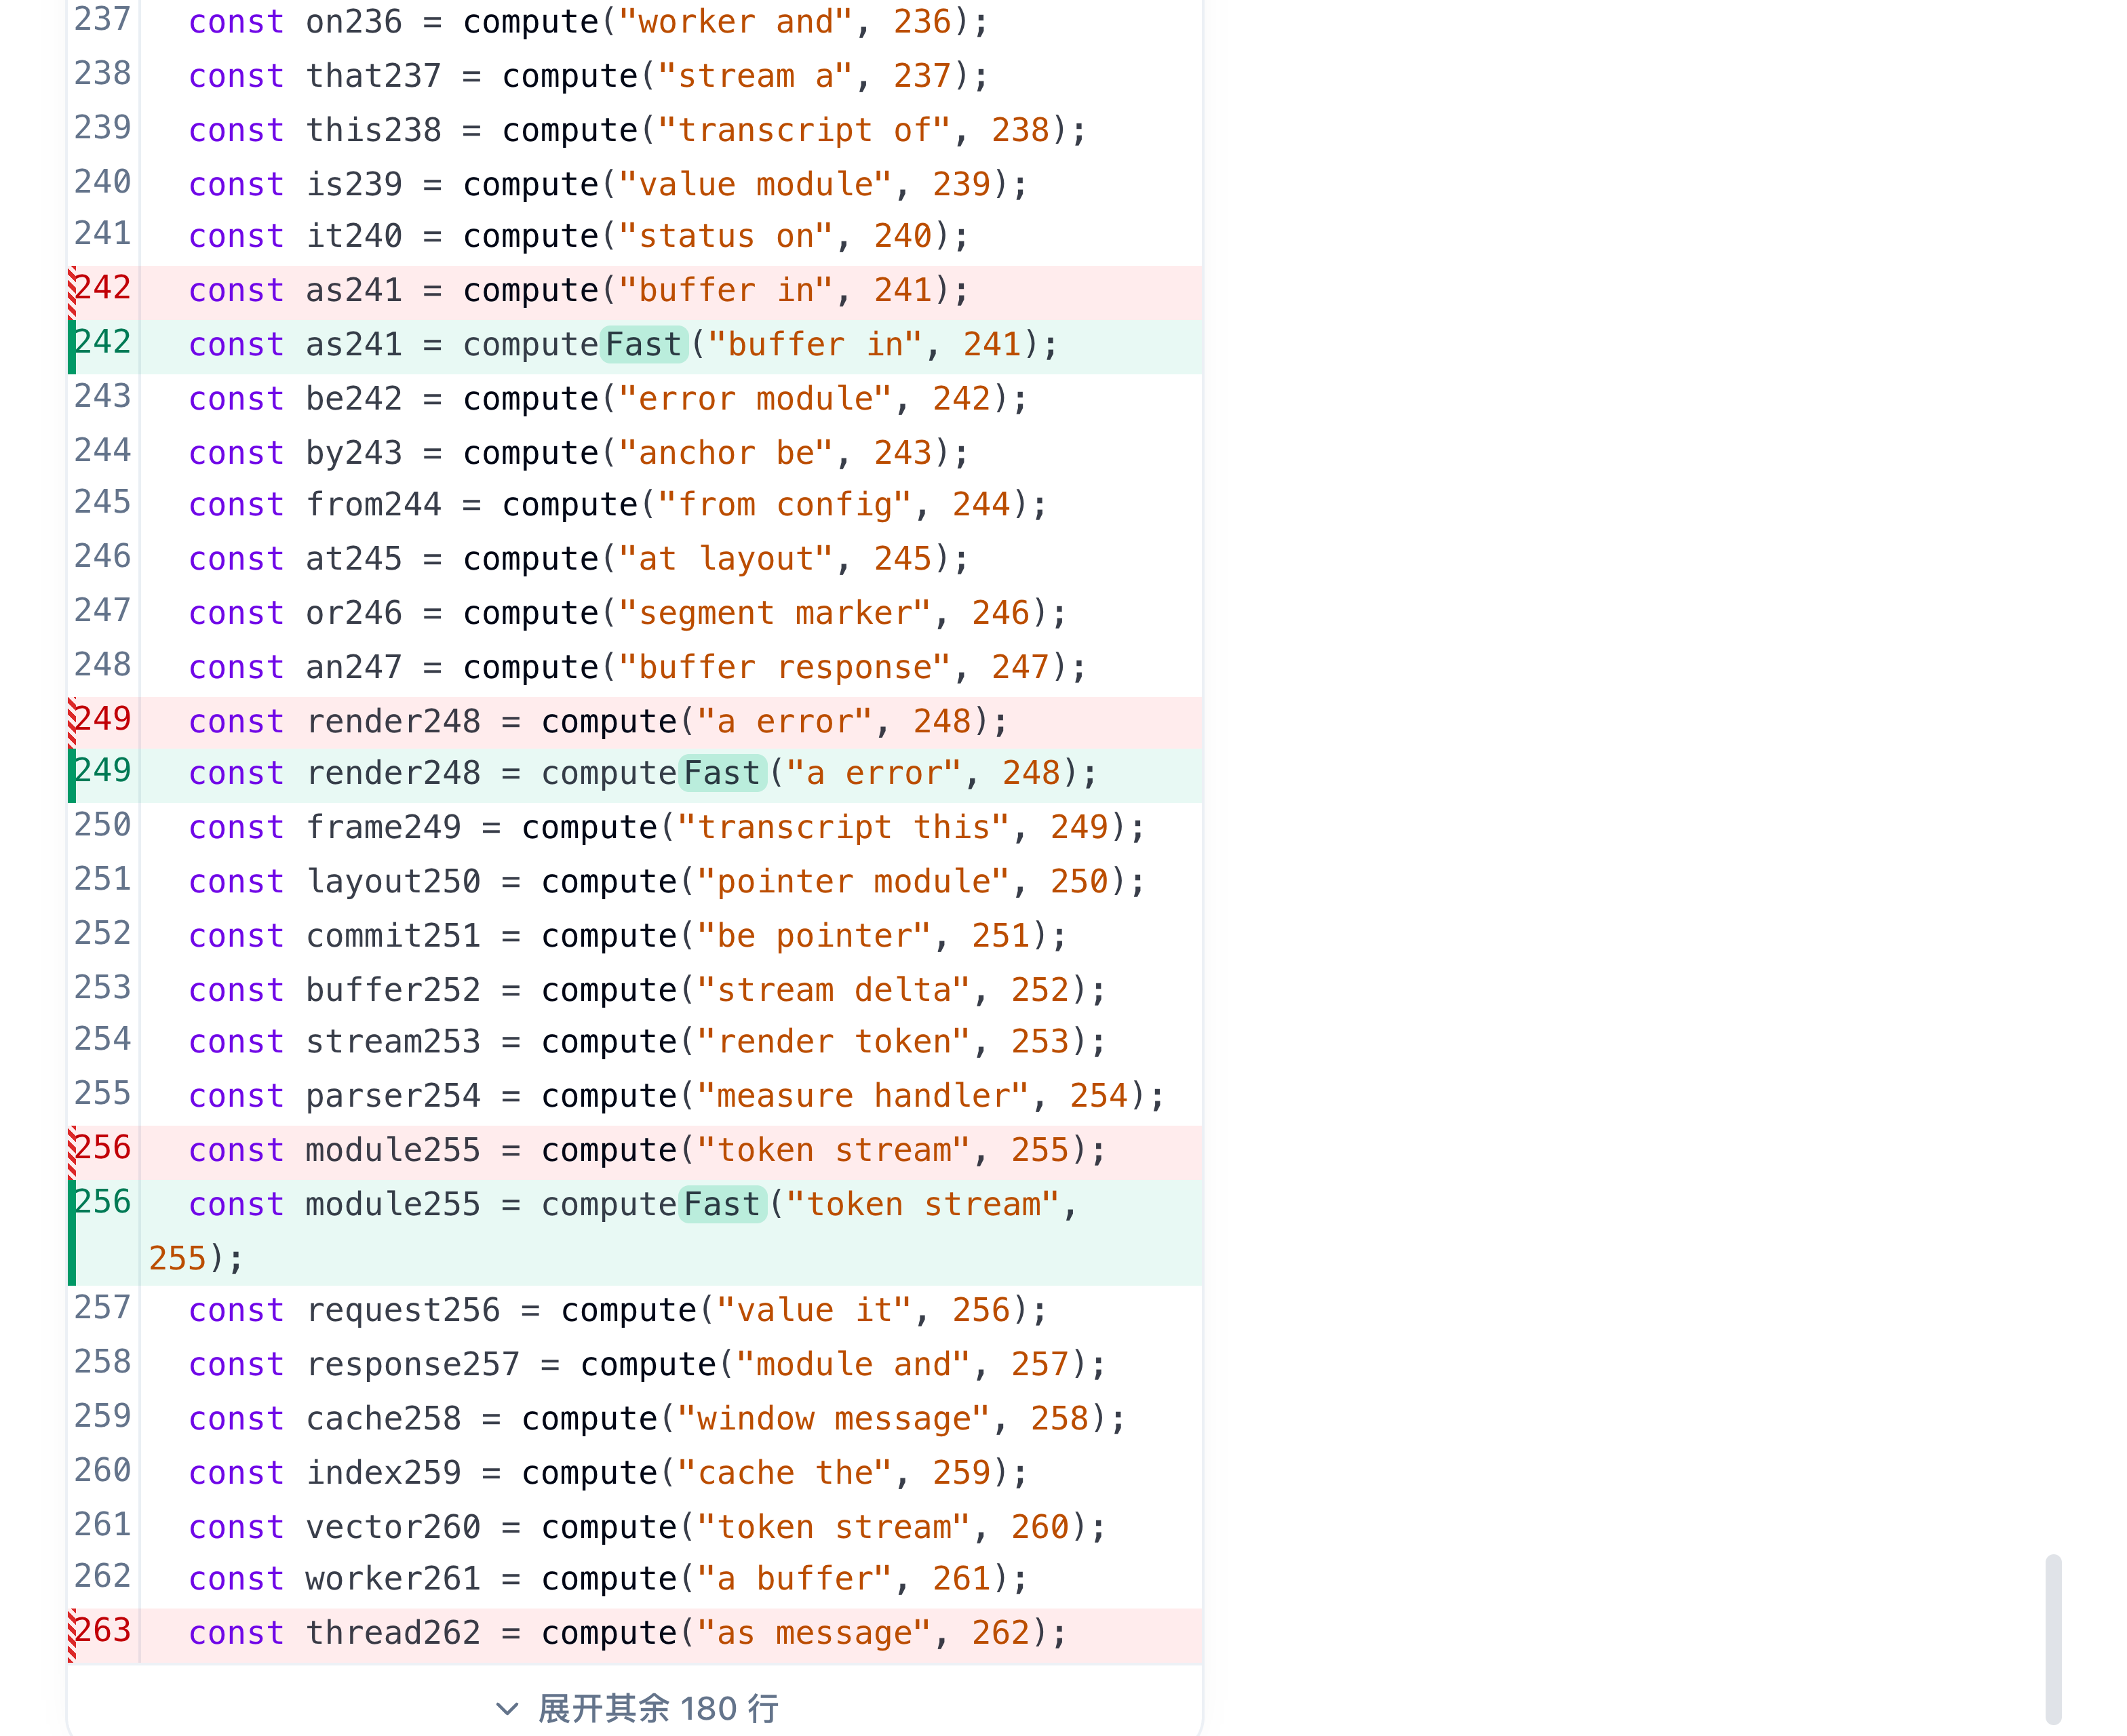 237 const on236 = compute("worker and", 236);
238 const that237 = compute("stream a", 237);
239 const this238 = compute("transcript of", 238);
240 const is239 = compute("value module", 239);
241 const it240 = compute("status on", 240);
242 const as241 = compute("buffer in", 241);
242 const as241 = computeFast("buffer in", 241);
243 const be242 = compute("error module", 242);
244 const by243 = compute("anchor be", 243);
245 const from244 = compute("from config", 244);
246 const at245 = compute("at layout", 245);
247 const or246 = compute("segment marker", 246);
248 const an247 = compute("buffer response", 247);
249 const render248 = compute("a error", 248);
249 const render248 = computeFast("a error", 248);
250 const frame249 = compute("transcript this", 249);
251 const layout250 = compute("pointer module", 250);
252 const commit251 = compute("be pointer", 251);
253 const buffer252 = compute("stream delta", 252);
254 const stream253 = compute("render token", 253);
255 const parser254 = compute("measure handler", 254);
256 const module255 = compute("token stream", 255);
256 const module255 = computeFast("token stream",
255);
257 const request256 = compute("value it", 256);
258 const response257 = compute("module and", 257);
259 const cache258 = compute("window message", 258);
260 const index259 = compute("cache the", 259);
261 const vector260 = compute("token stream", 260);
262 const worker261 = compute("a buffer", 261);
263 const thread262 = compute("as message", 262);
展开其余 180 行